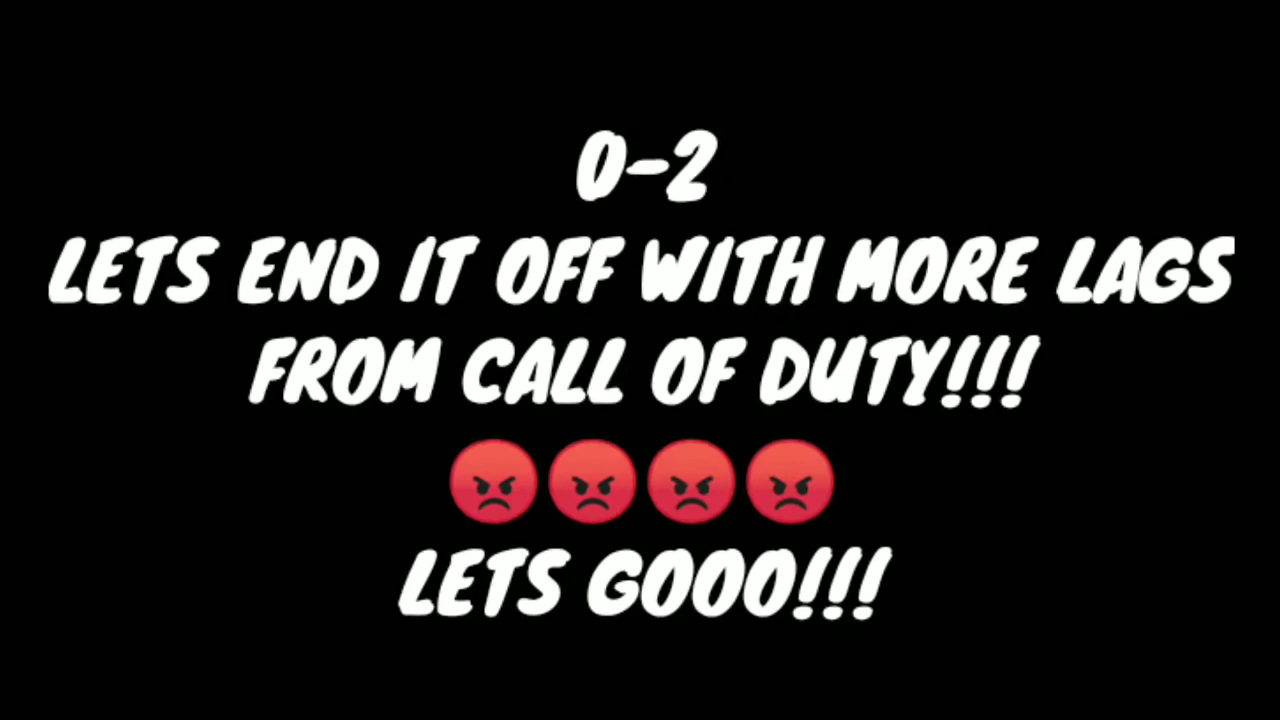 0-2
LETS END IT OFF WITH MORE LAGS
FROM CALL OF DUTY!!!
😡😡😡😡
LETS GOOO!!!